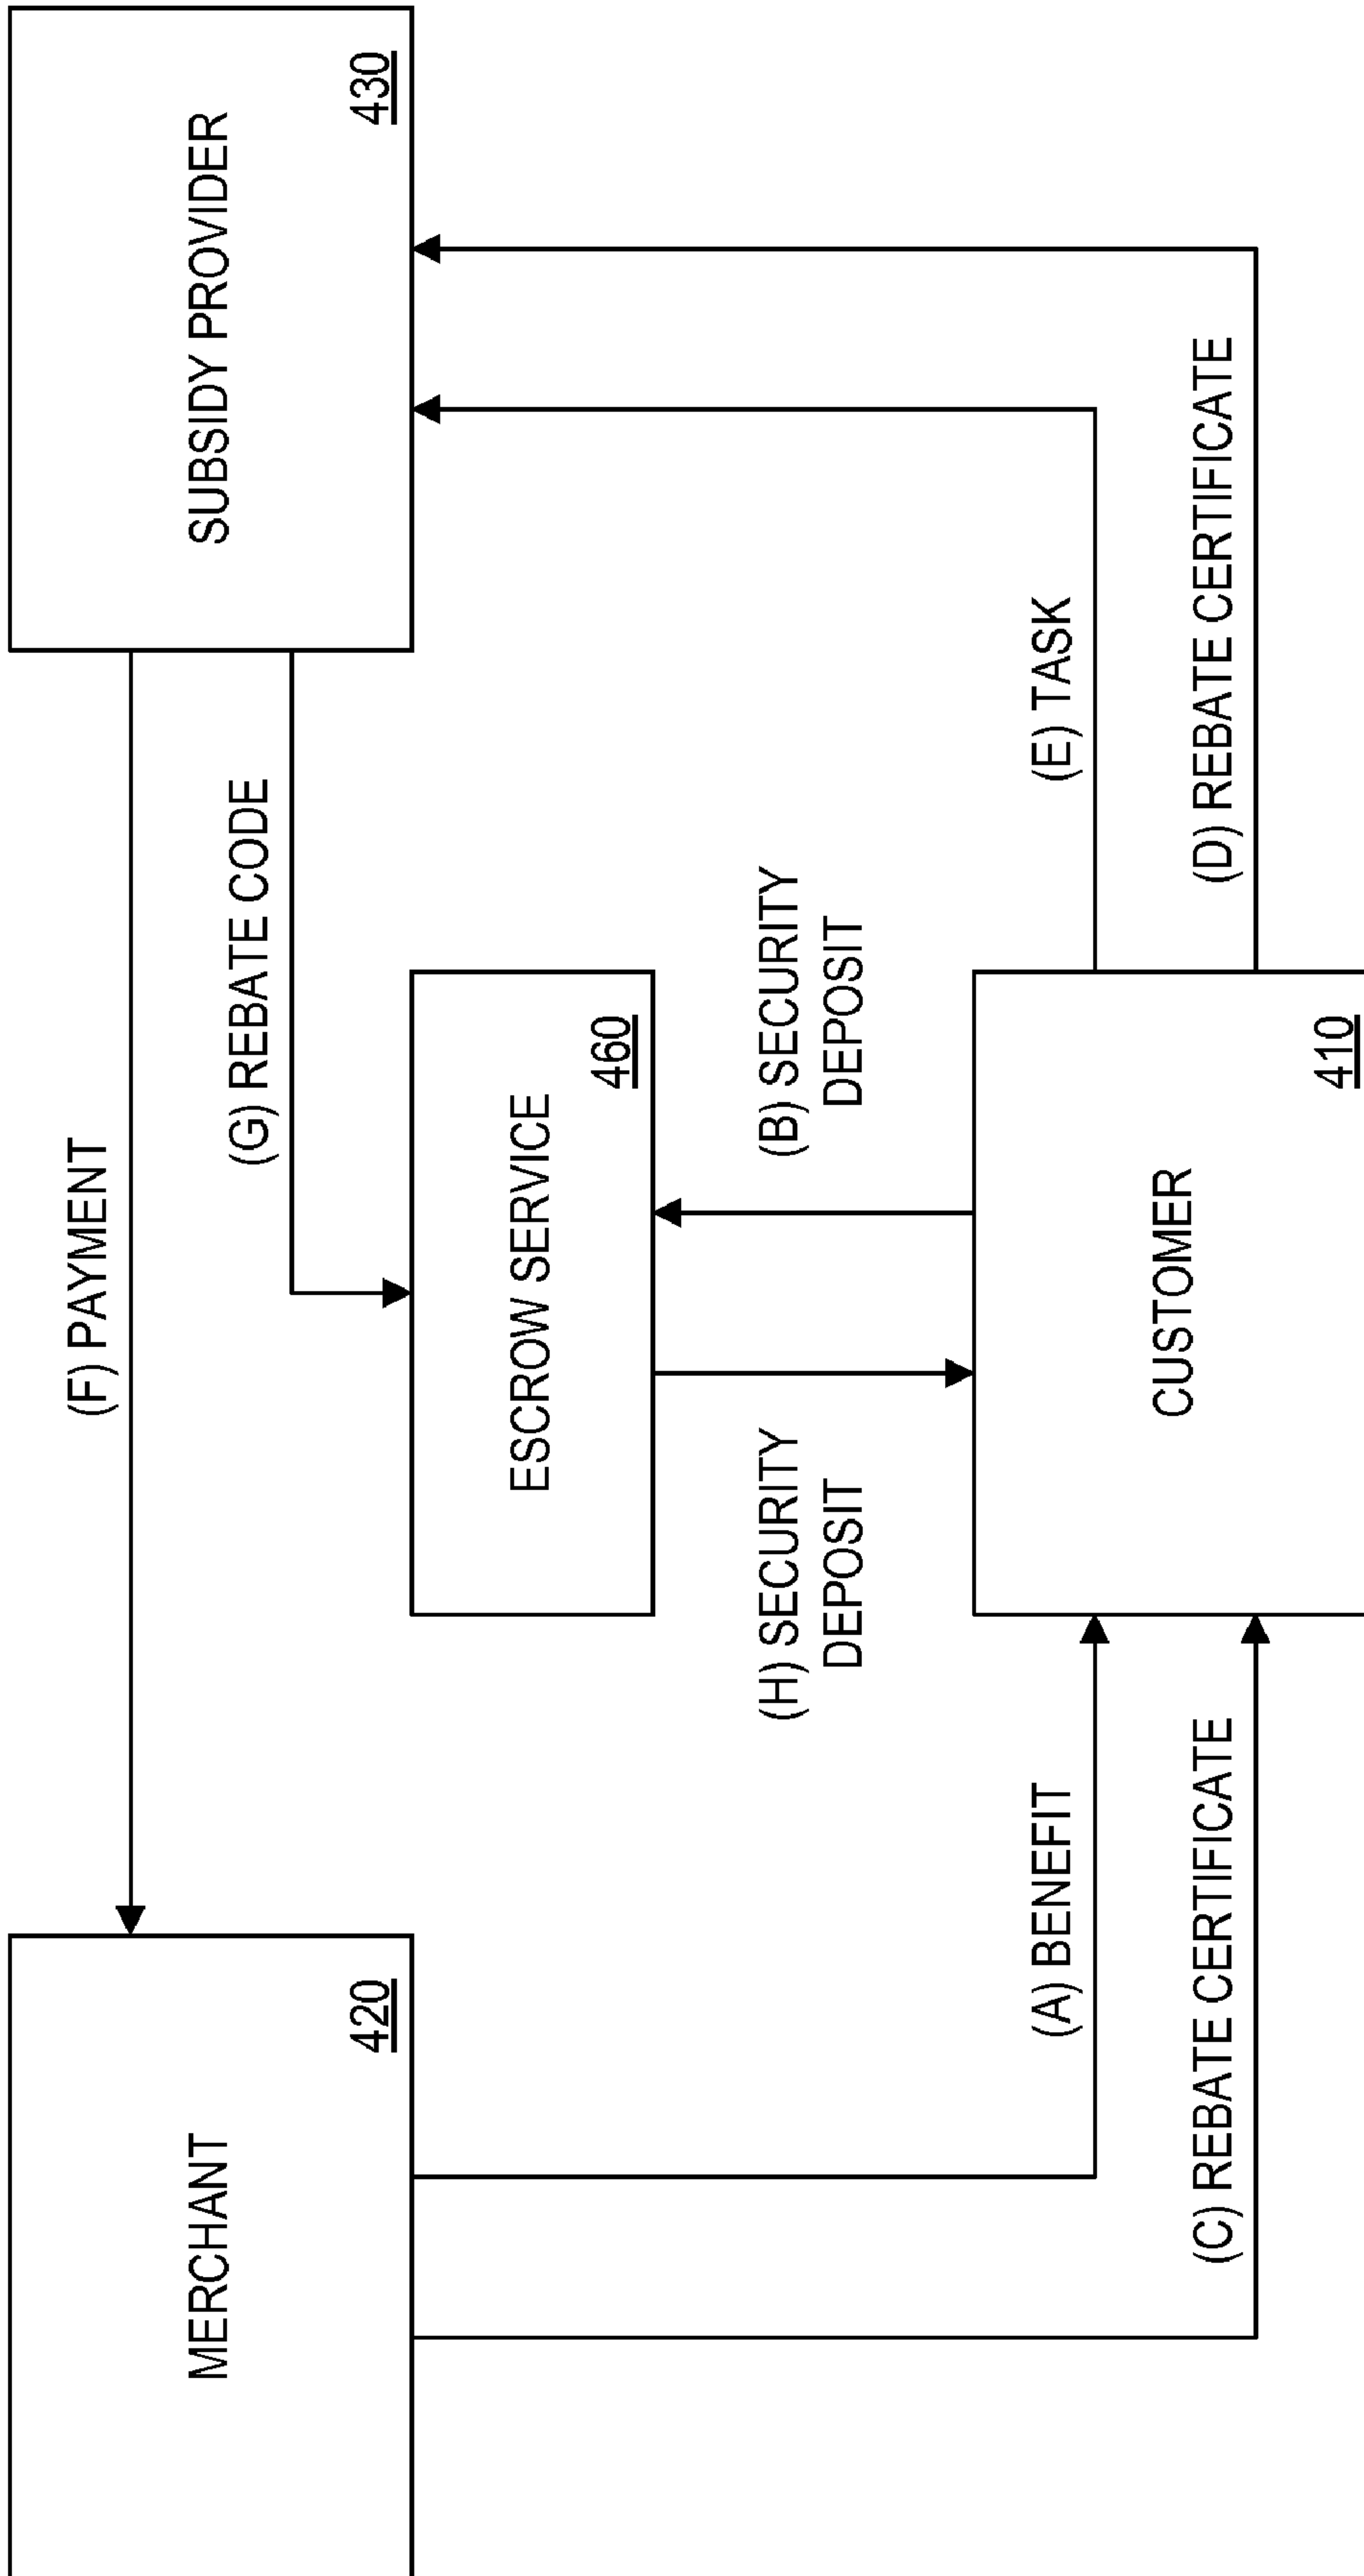 (F) PAYMENT
MERCHANT
420
SUBSIDY PROVIDER
430
(G) REBATE CODE
ESCROW SERVICE
460
(H) SECURITY
DEPOSIT
(B) SECURITY
DEPOSIT
(A) BENEFIT
(E) TASK
CUSTOMER
410
(C) REBATE CERTIFICATE
(D) REBATE CERTIFICATE